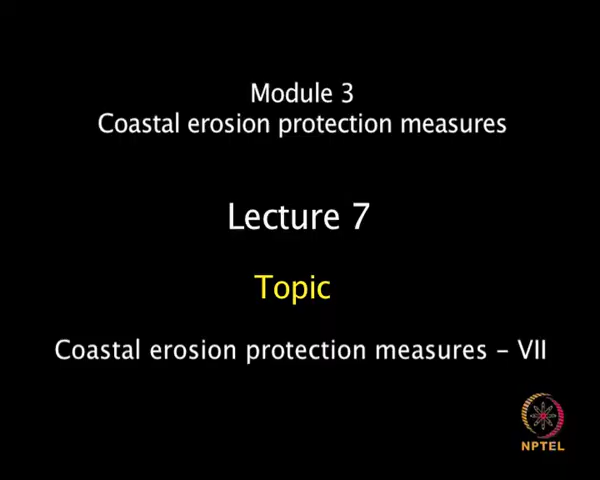 Module 3
Coastal erosion protection measures
Lecture 7
Topic
Coastal erosion protection measures - VII
NPTEL